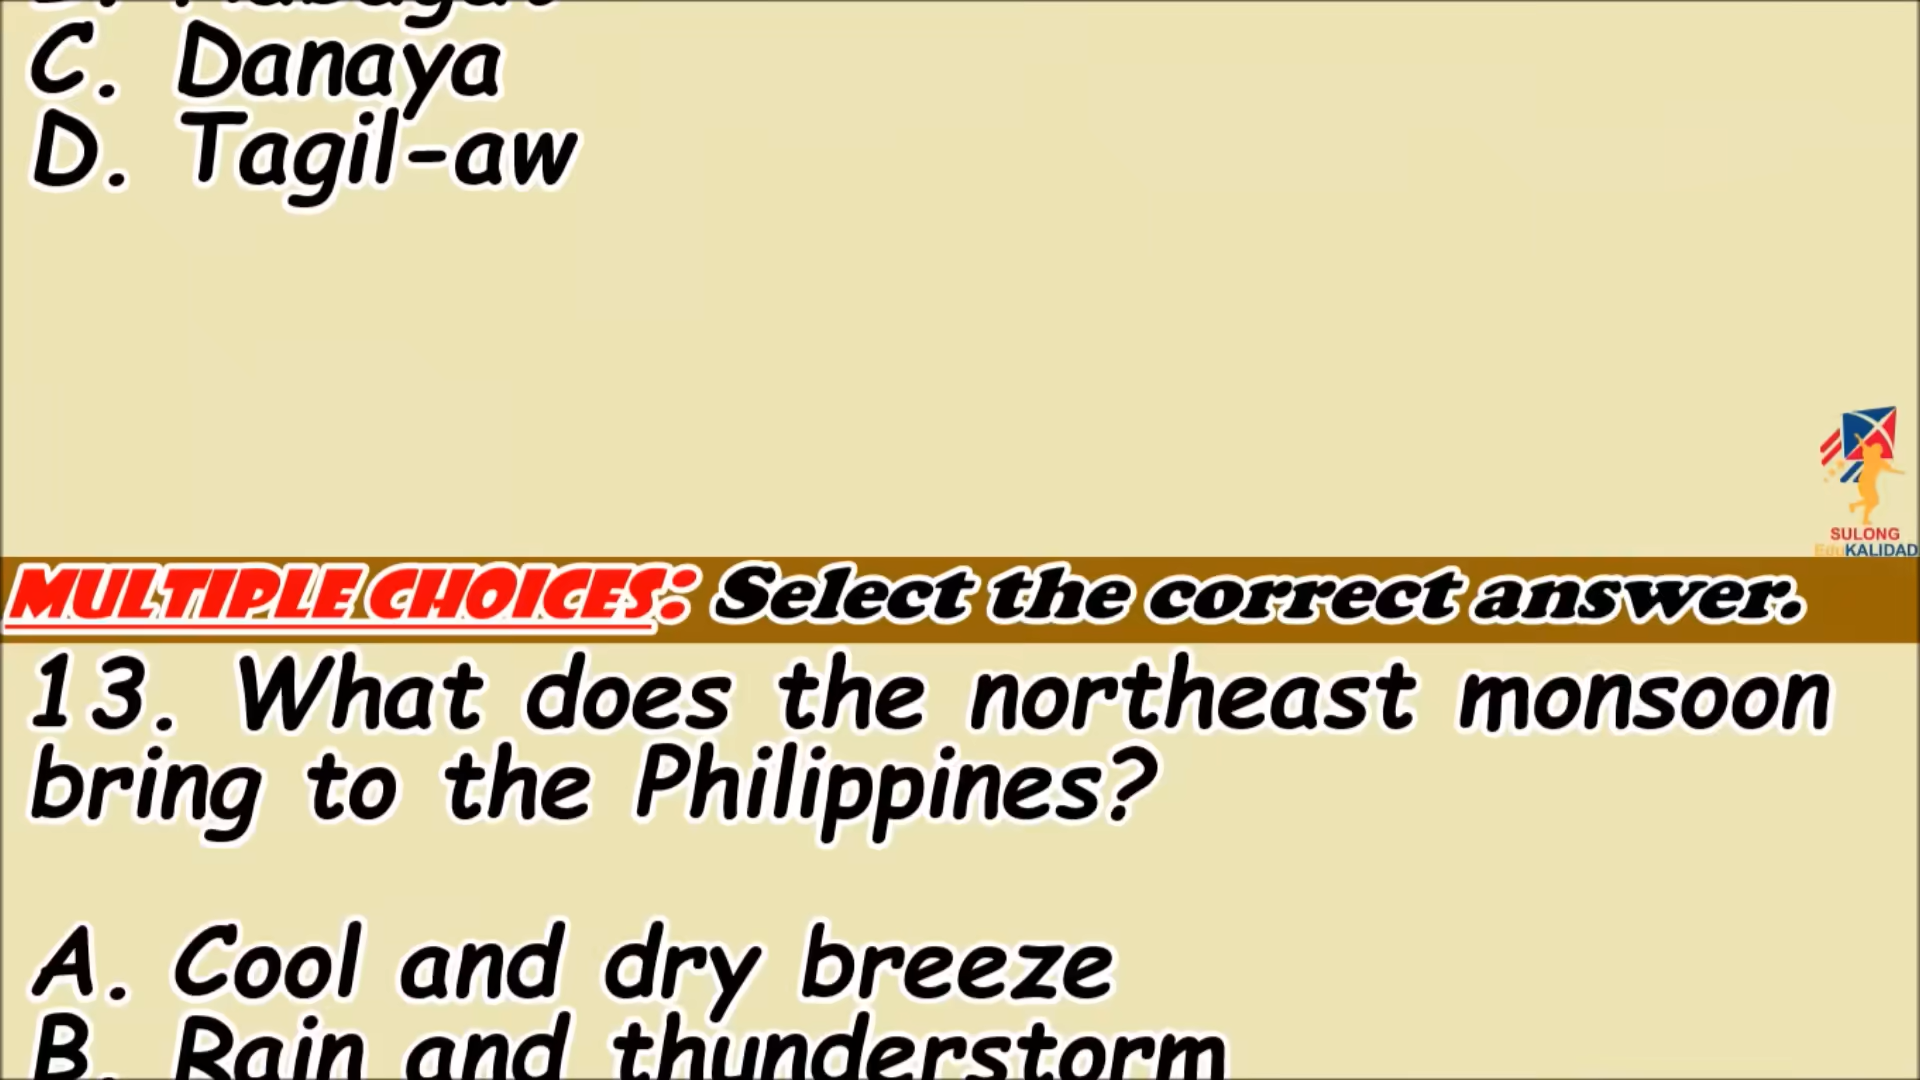 C. Danaya
D. Tagil-aw
SULONG
EduKALIDAD
MULTIPLE CHOICES: Select the correct answer.
13. What does the northeast monsoon
bring to the Philippines?
A. Cool and dry breeze
B. Rain and thunderstorm